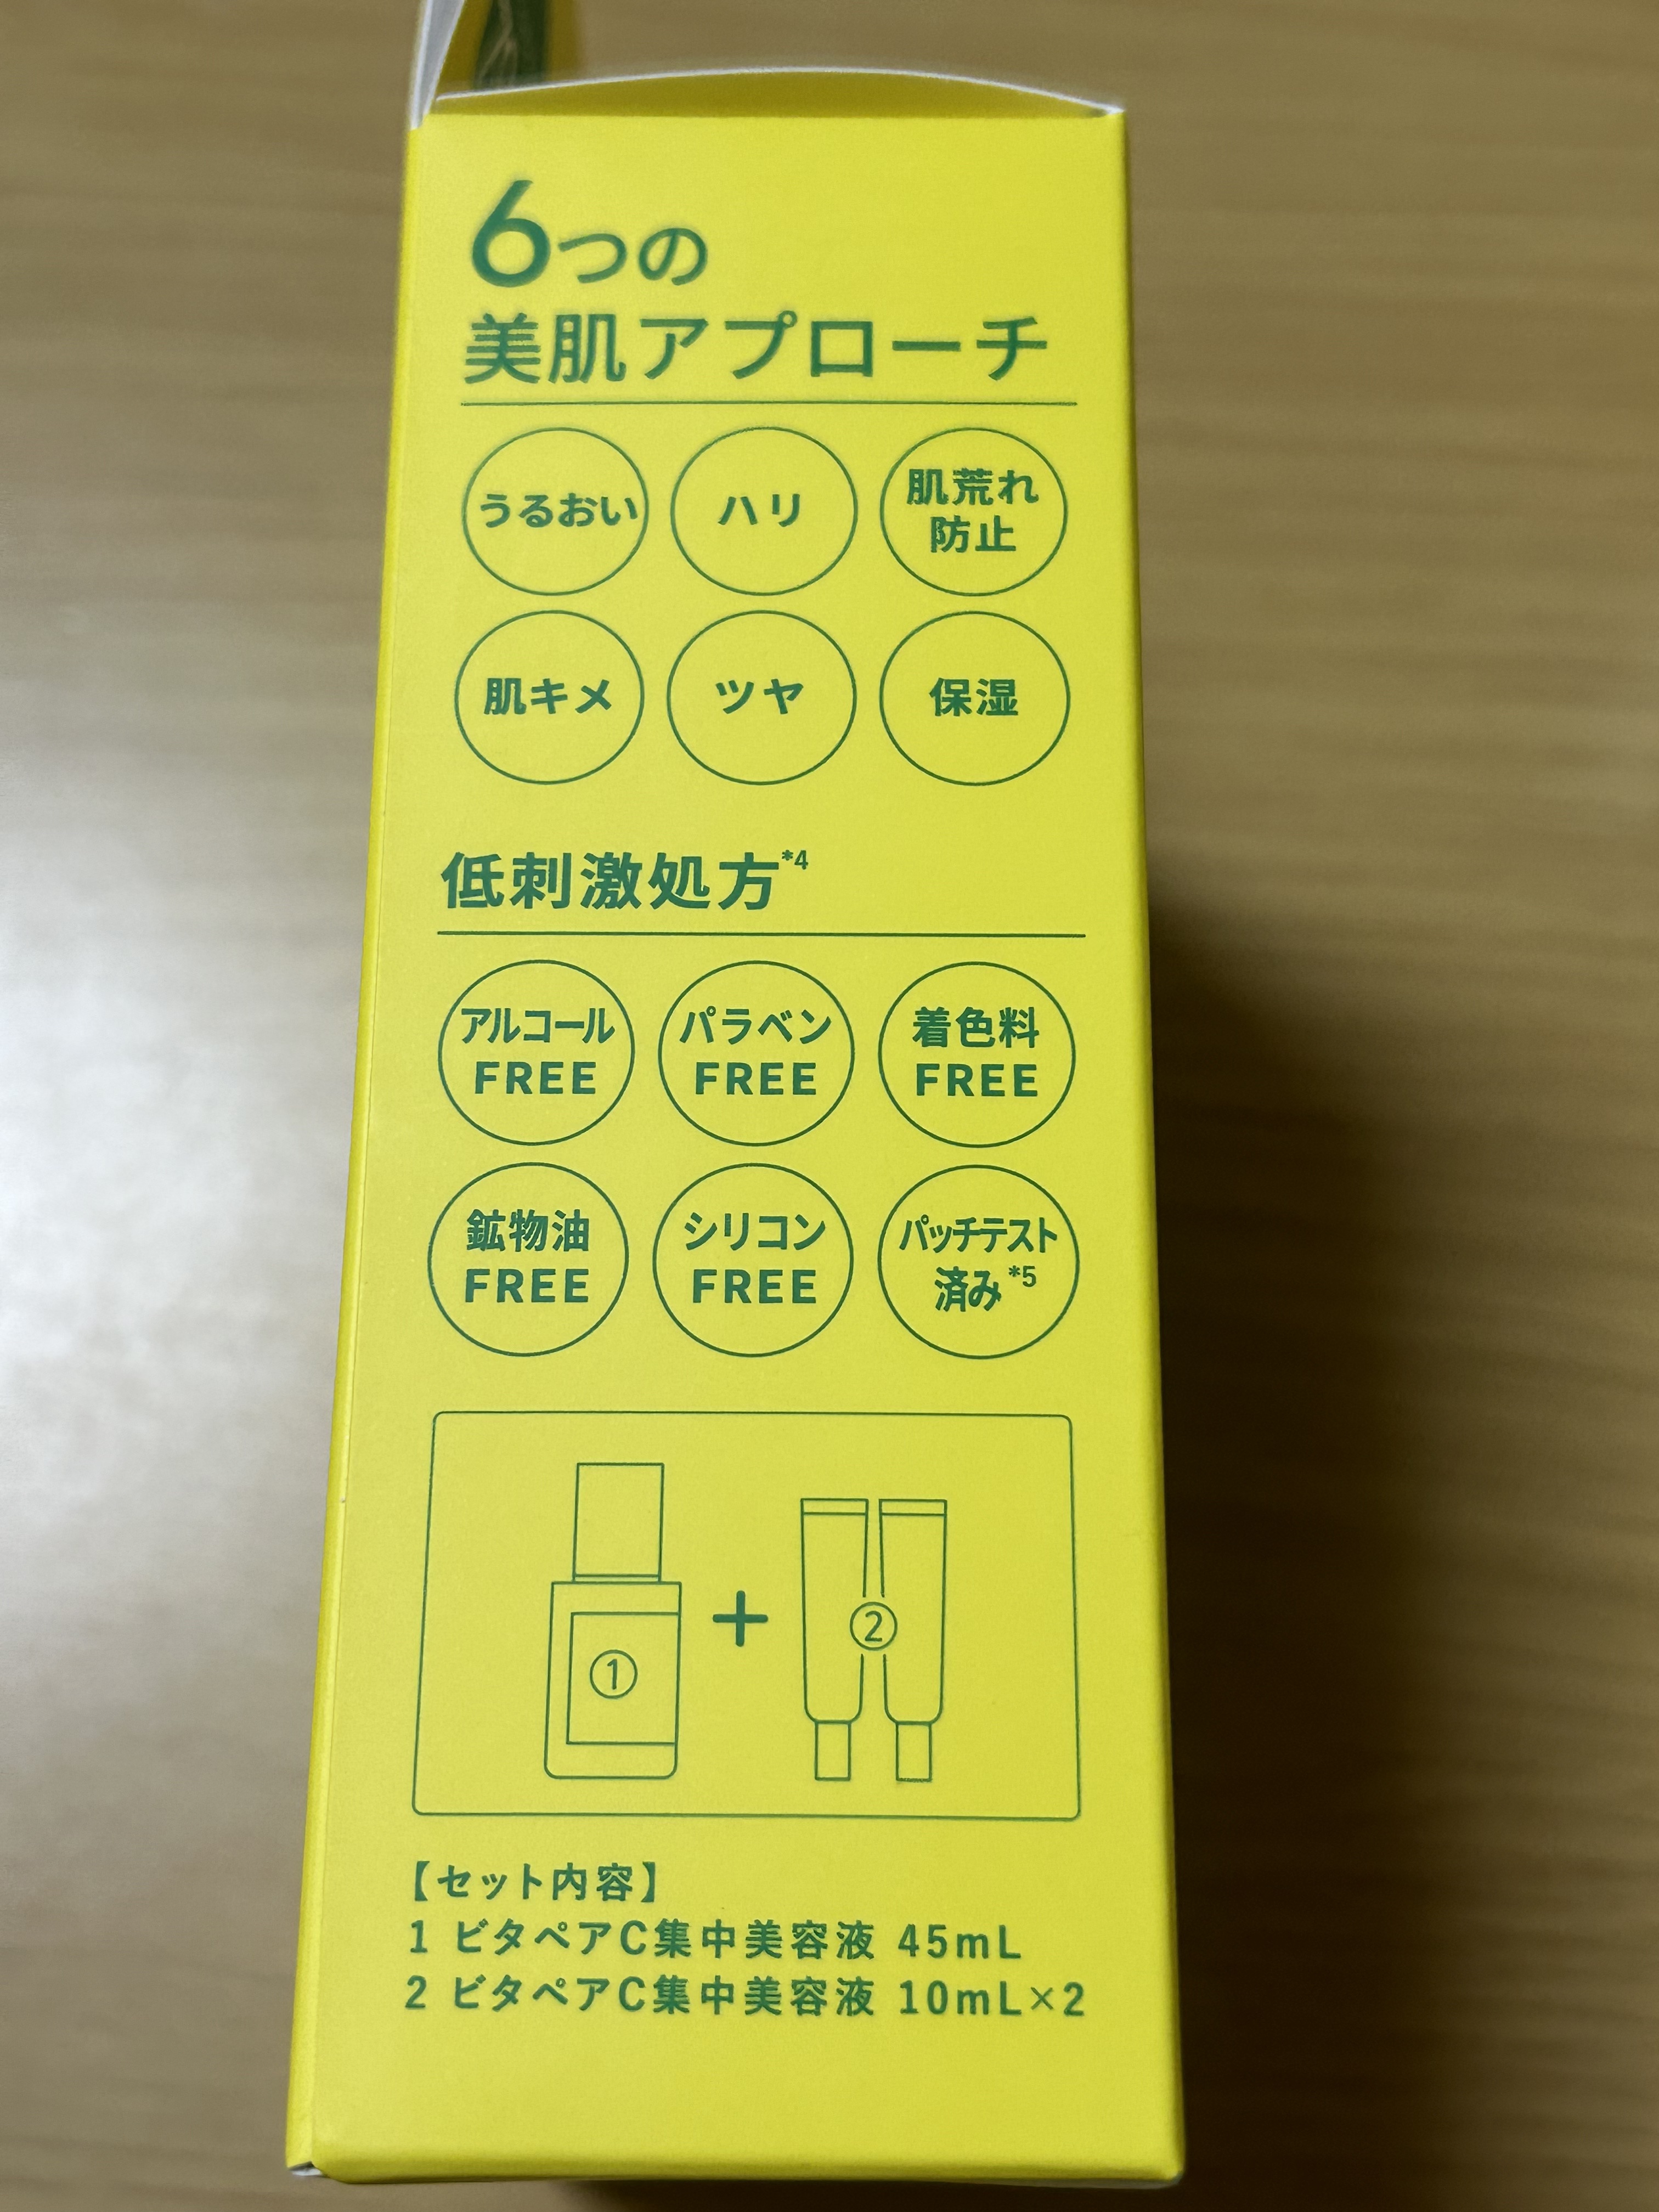 6つの
美肌アプローチ
うるおい
ハリ
肌荒れ
防止
肌キメ
ツヤ
保湿
低刺激処方*4
アルコール
FREE
パラベン
FREE
着色料
FREE
鉱物油
FREE
シリコン
FREE
パッチテスト
済み*5
①
+
②
【セット内容】
1 ビタペアC集中美容液 45mL
2 ビタペアC集中美容液 10mL×2